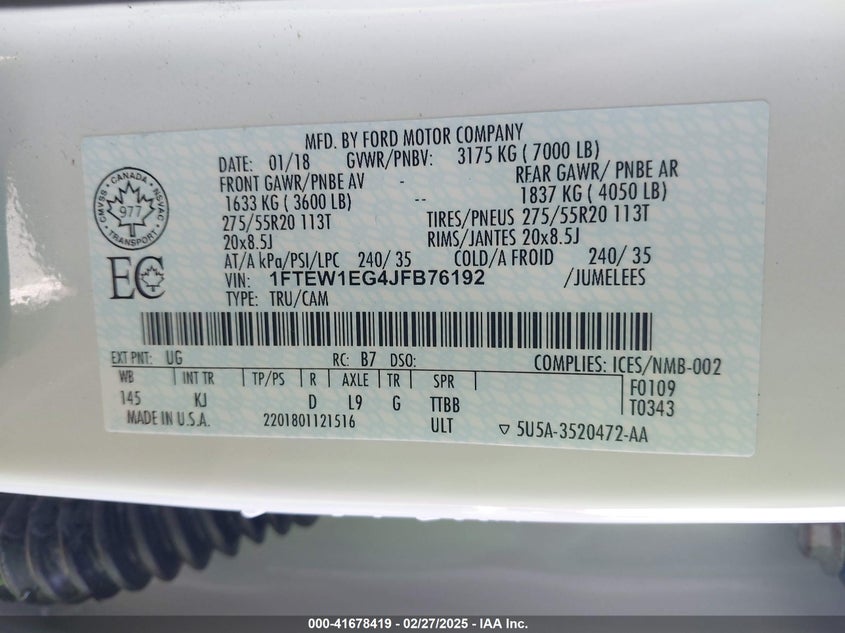 MFD. BY FORD MOTOR COMPANY
DATE: 01/18 GVWR/PNBV: 3175 KG ( 7000 LB)
FRONT GAWR/PNBE AV - REAR GAWR/ PNBE AR
1633 KG ( 3600 LB) -- 1837 KG ( 4050 LB)
275/55R20 113T TIRES/PNEUS 275/55R20 113T
20x8.5J RIMS/JANTES 20x8.5J
AT/A kPa/PSI/LPC 240/ 35 COLD/A FROID 240/ 35
VIN: 1FTEW1EG4JFB76192 /JUMELEES
TYPE: TRU/CAM
CANADA
CMVSS NSVAC
977
TRANSPORT
EC
EXT PNT: UG RC: B7 DSO: COMPLIES: ICES/NMB-002
WB INT TR TP/PS R AXLE TR SPR F0109
145 KJ D L9 G TTBB T0343
MADE IN U.S.A. 2201801121516 ULT ▽ 5U5A-3520472-AA
000-41678419 - 02/27/2025 - IAA Inc.